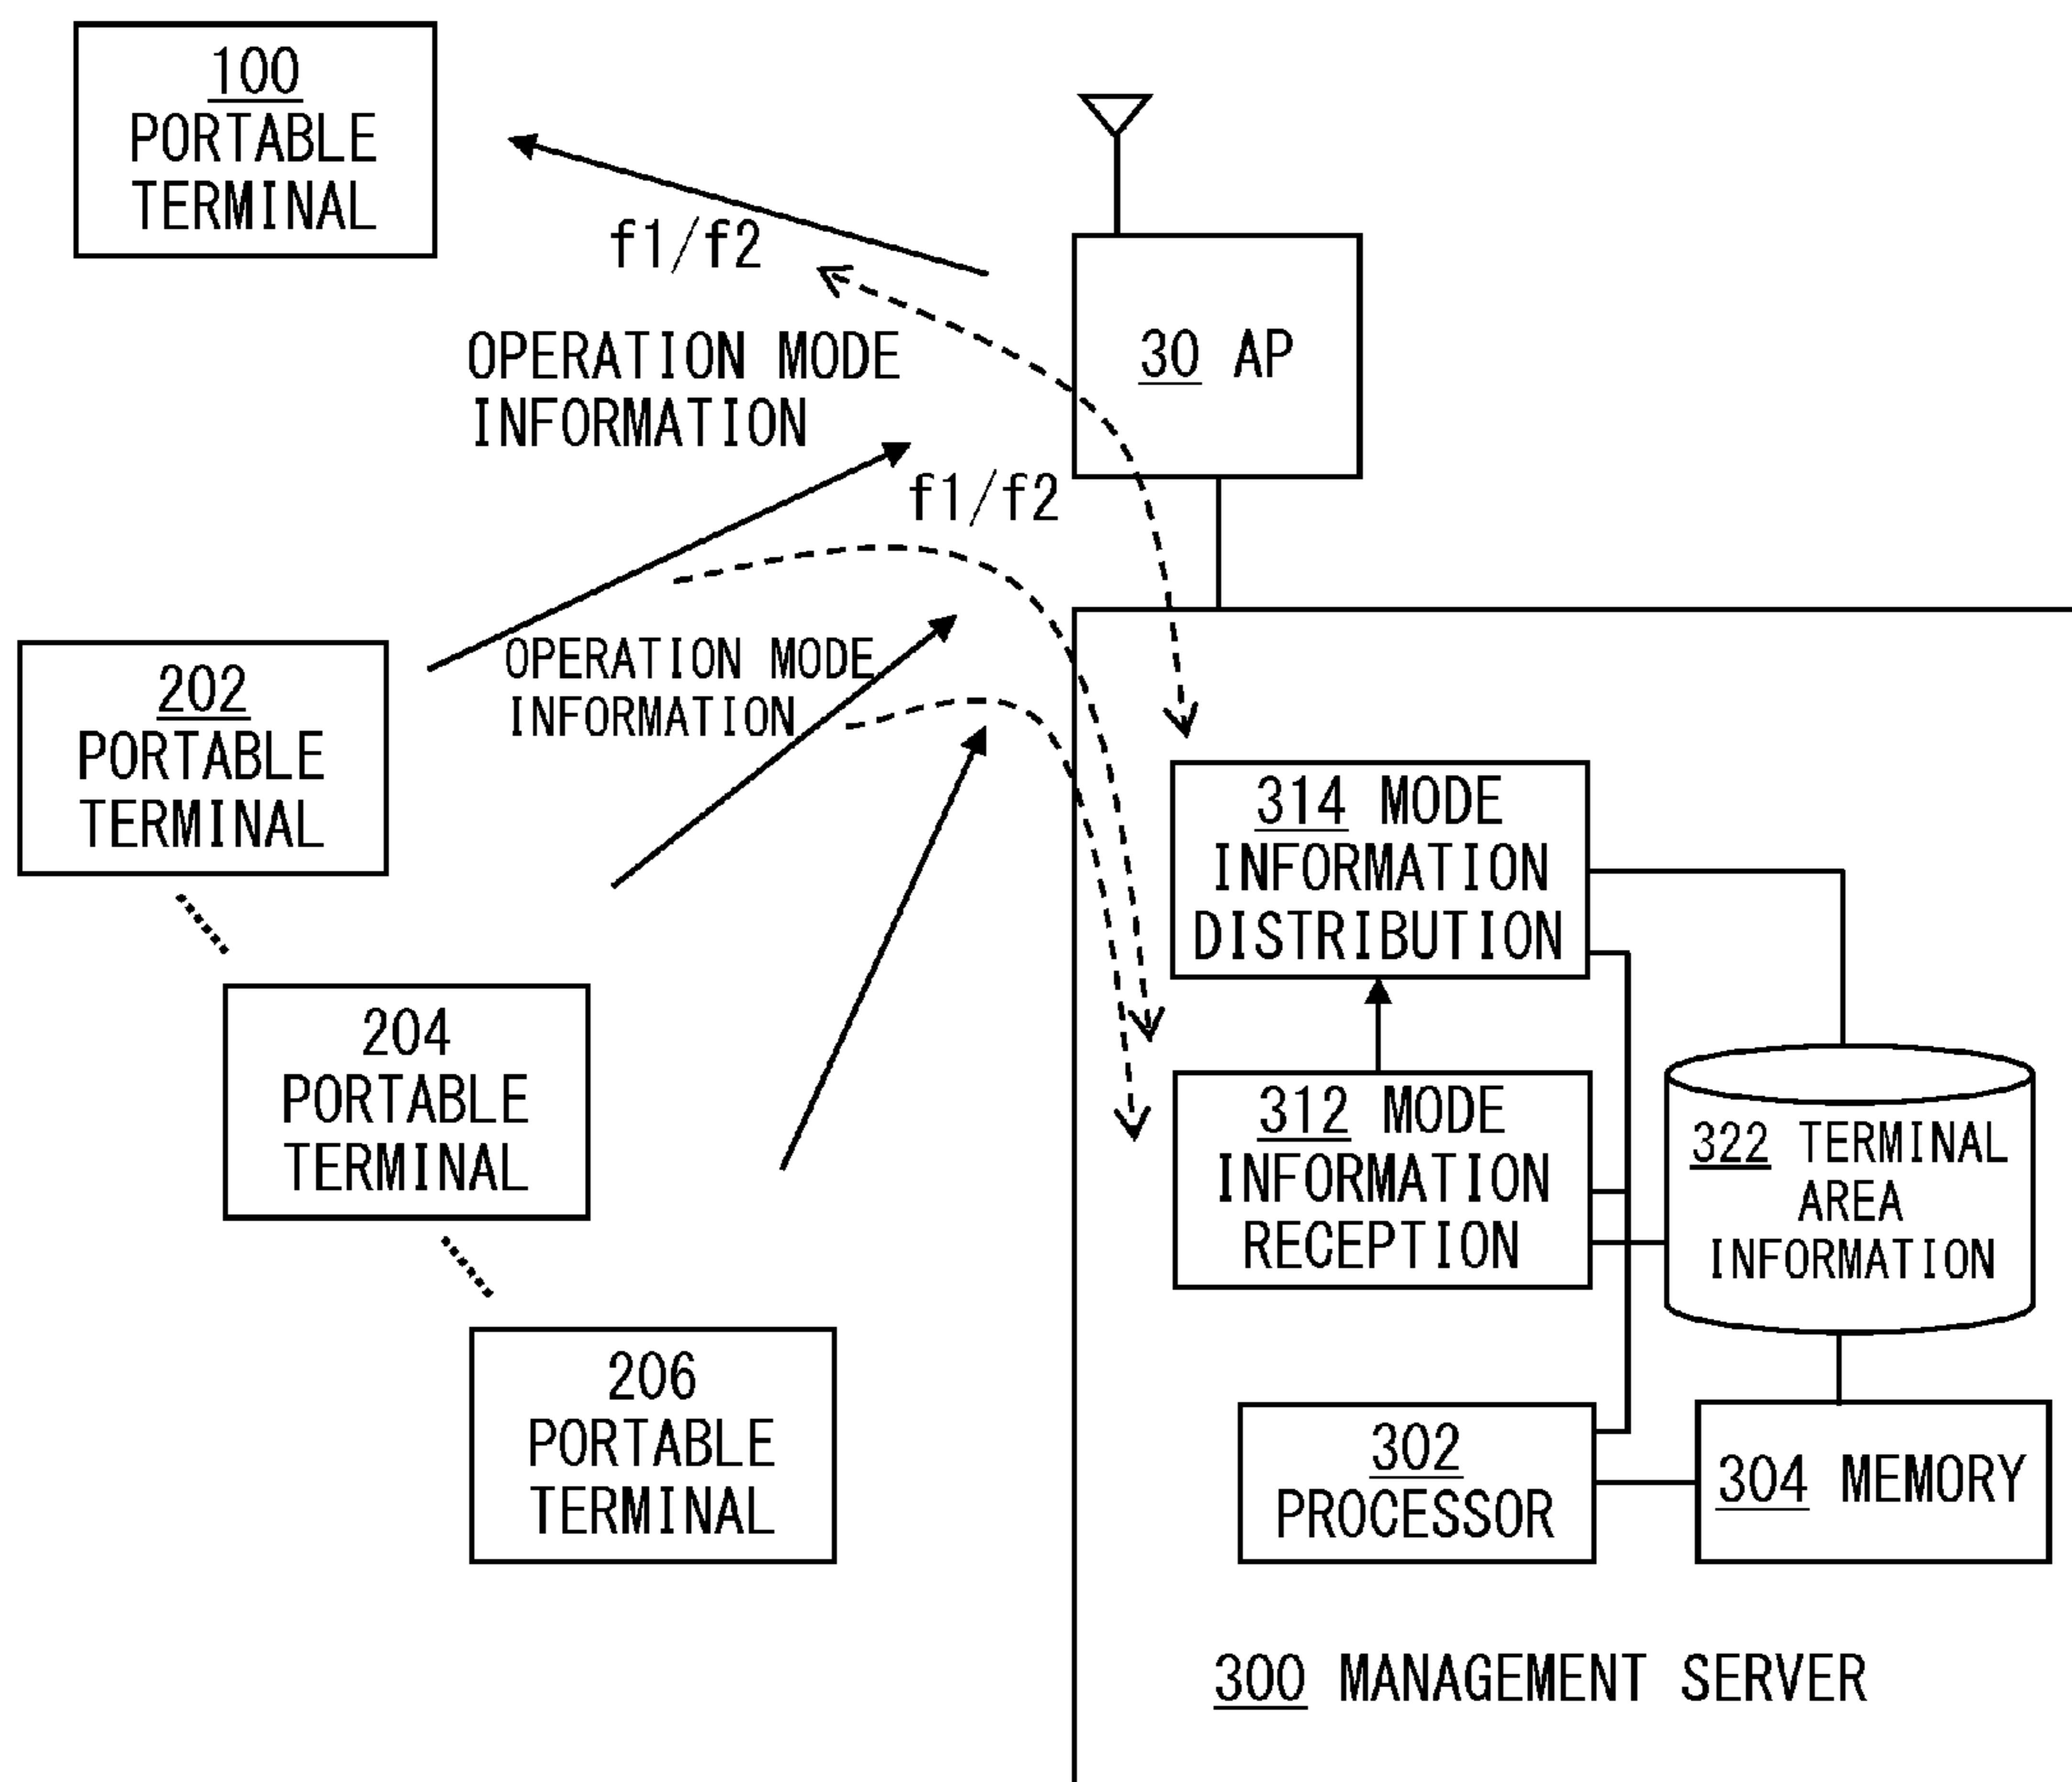 100
PORTABLE
TERMINAL
f1/f2
30 AP
OPERATION MODE
INFORMATION
f1/f2
OPERATION MODE
INFORMATION
202
PORTABLE
TERMINAL
314 MODE
INFORMATION
DISTRIBUTION
204
PORTABLE
TERMINAL
312 MODE
INFORMATION
RECEPTION
322 TERMINAL
AREA
INFORMATION
206
PORTABLE
TERMINAL
302
PROCESSOR
304 MEMORY
300 MANAGEMENT SERVER